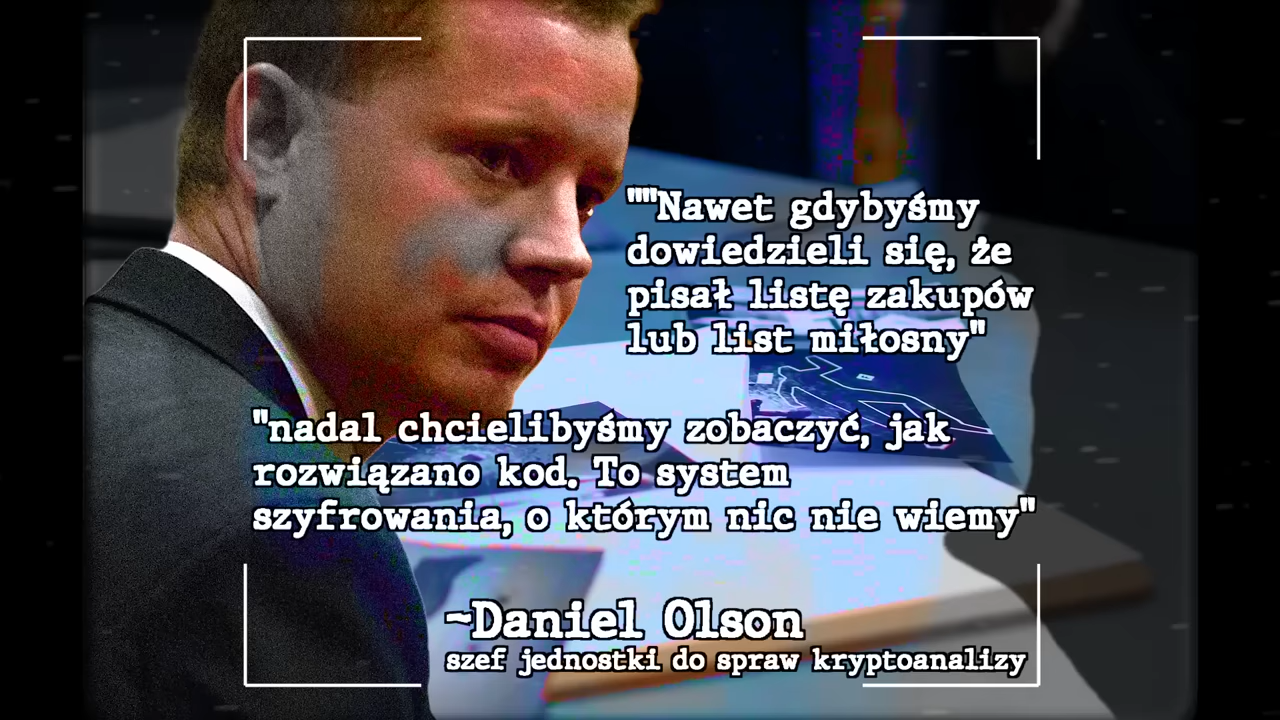 ""Nawet gdybyśmy
dowiedzieli się, że
pisał listę zakupów
lub list miłosny"
"nadal chcielibyśmy zobaczyć, jak
rozwiązano kod. To system
szyfrowania, o którym nic nie wiemy"
~Daniel Olson
szef jednostki do spraw kryptoanalizy